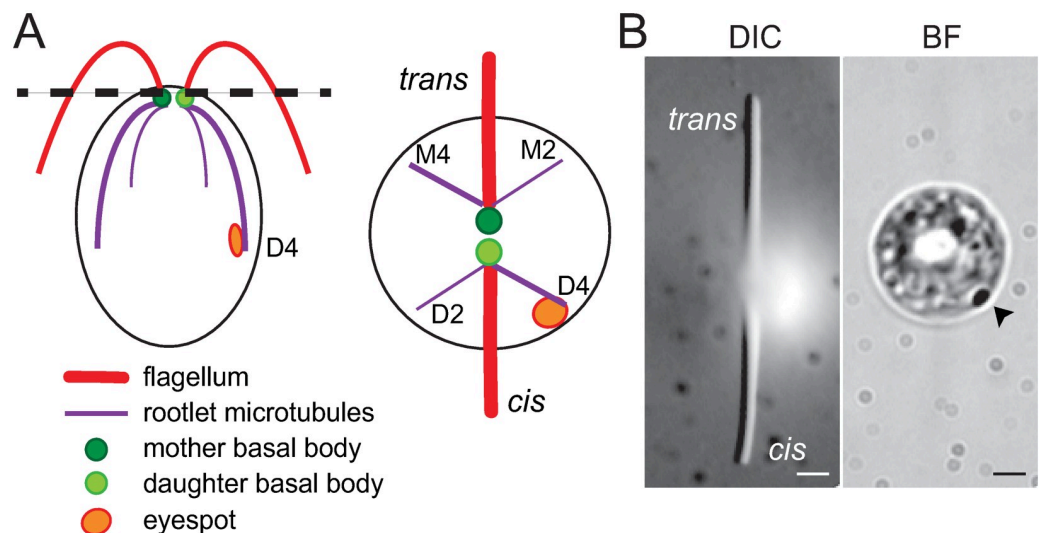 A
trans
M4
M2
D4
D2
D4
cis
flagellum
rootlet microtubules
mother basal body
daughter basal body
eyespot
B
DIC
BF
trans
cis